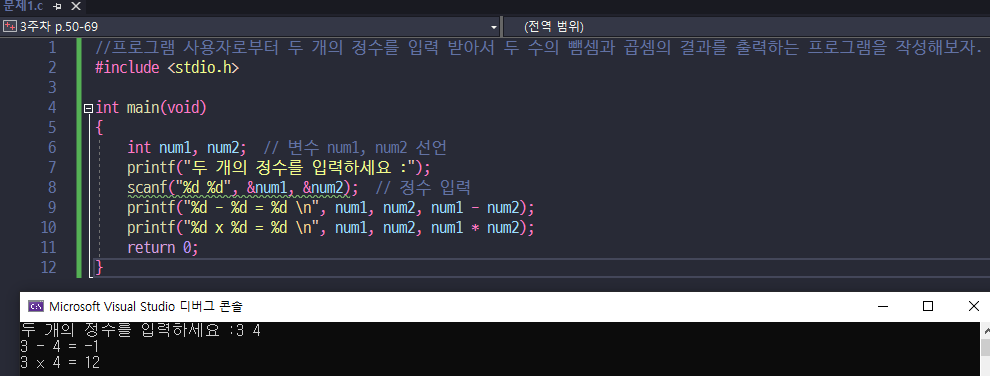 문제1.c
3주차 p.50-69
(전역 범위)
1 //프로그램 사용자로부터 두 개의 정수를 입력 받아서 두 수의 뺄셈과 곱셈의 결과를 출력하는 프로그램을 작성해보자.
2 #include <stdio.h>
3
4 int main(void)
5 {
6 int num1, num2; // 변수 num1, num2 선언
7 printf("두 개의 정수를 입력하세요 :");
8 scanf("%d %d", &num1, &num2); // 정수 입력
9 printf("%d - %d = %d \n", num1, num2, num1 - num2);
10 printf("%d x %d = %d \n", num1, num2, num1 * num2);
11 return 0;
12 }
Microsoft Visual Studio 디버그 콘솔
두 개의 정수를 입력하세요 :3 4
3 - 4 = -1
3 x 4 = 12